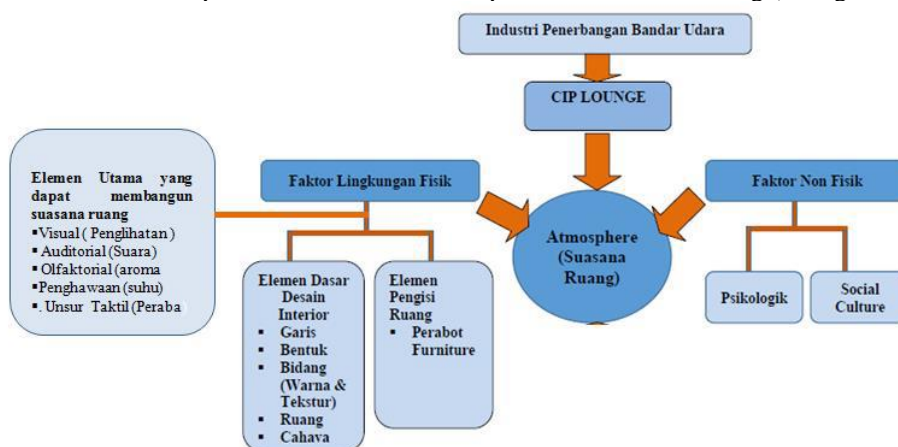 Industri Penerbangan Bandar Udara
CIP LOUNGE
Elemen Utama yang
dapat membangun
suasana ruang
▪Visual ( Penglihatan )
▪Auditorial (Suara)
▪Olfaktorial (aroma
▪Penghawaan (suhu)
▪. Unsur Taktil (Peraba)
Faktor Lingkungan Fisik
Faktor Non Fisik
Atmosphere
(Suasana
Ruang)
Elemen Dasar
Desain
Interior
▪ Garis
▪ Bentuk
▪ Bidang
(Warna &
Tekstur)
▪ Ruang
▪ Cahaya
Elemen
Pengisi
Ruang
▪ Perabot
Furniture
Psikologik
Social
Culture